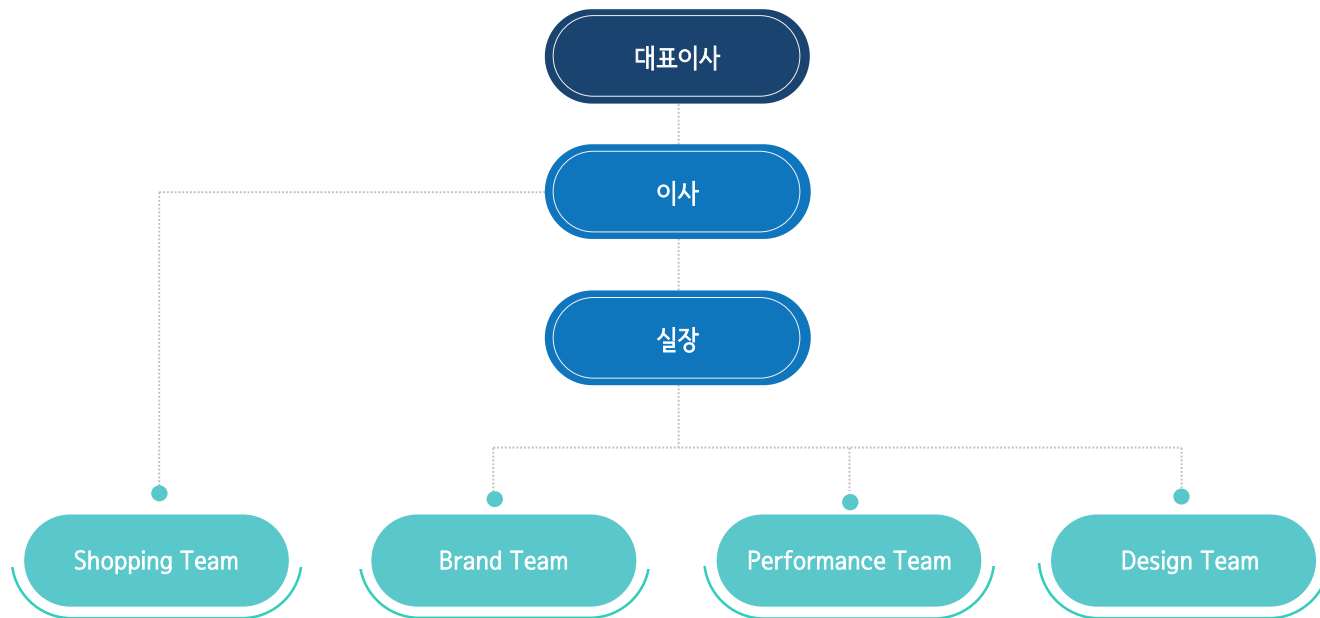 대표이사
이사
실장
Shopping Team
Brand Team
Performance Team
Design Team